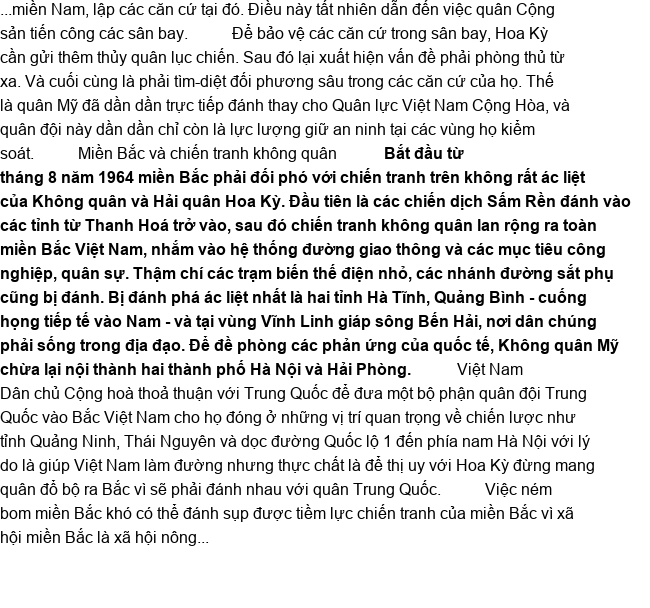 ...miền Nam, lập các căn cứ tại đó. Điều này tất nhiên dẫn đến việc quân Cộng
sản tiến công các sân bay. Để bảo vệ các căn cứ trong sân bay, Hoa Kỳ
cần gửi thêm thủy quân lục chiến. Sau đó lại xuất hiện vấn đề phải phòng thủ từ
xa. Và cuối cùng là phải tìm-diệt đối phương sâu trong các căn cứ của họ. Thế
là quân Mỹ đã dần dần trực tiếp đánh thay cho Quân lực Việt Nam Cộng Hòa, và
quân đội này dần dần chỉ còn là lực lượng giữ an ninh tại các vùng họ kiểm
soát. Miền Bắc và chiến tranh không quân Bắt đầu từ
tháng 8 năm 1964 miền Bắc phải đối phó với chiến tranh trên không rất ác liệt
của Không quân và Hải quân Hoa Kỳ. Đầu tiên là các chiến dịch Sấm Rền đánh vào
các tỉnh từ Thanh Hoá trở vào, sau đó chiến tranh không quân lan rộng ra toàn
miền Bắc Việt Nam, nhắm vào hệ thống đường giao thông và các mục tiêu công
nghiệp, quân sự. Thậm chí các trạm biến thế điện nhỏ, các nhánh đường sắt phụ
cũng bị đánh. Bị đánh phá ác liệt nhất là hai tỉnh Hà Tĩnh, Quảng Bình - cuống
họng tiếp tế vào Nam - và tại vùng Vĩnh Linh giáp sông Bến Hải, nơi dân chúng
phải sống trong địa đạo. Để đề phòng các phản ứng của quốc tế, Không quân Mỹ
chừa lại nội thành hai thành phố Hà Nội và Hải Phòng. Việt Nam
Dân chủ Cộng hoà thoả thuận với Trung Quốc để đưa một bộ phận quân đội Trung
Quốc vào Bắc Việt Nam cho họ đóng ở những vị trí quan trọng về chiến lược như
tỉnh Quảng Ninh, Thái Nguyên và dọc đường Quốc lộ 1 đến phía nam Hà Nội với lý
do là giúp Việt Nam làm đường nhưng thực chất là để thị uy với Hoa Kỳ đừng mang
quân đổ bộ ra Bắc vì sẽ phải đánh nhau với quân Trung Quốc. Việc ném
bom miền Bắc khó có thể đánh sụp được tiềm lực chiến tranh của miền Bắc vì xã
hội miền Bắc là xã hội nông...